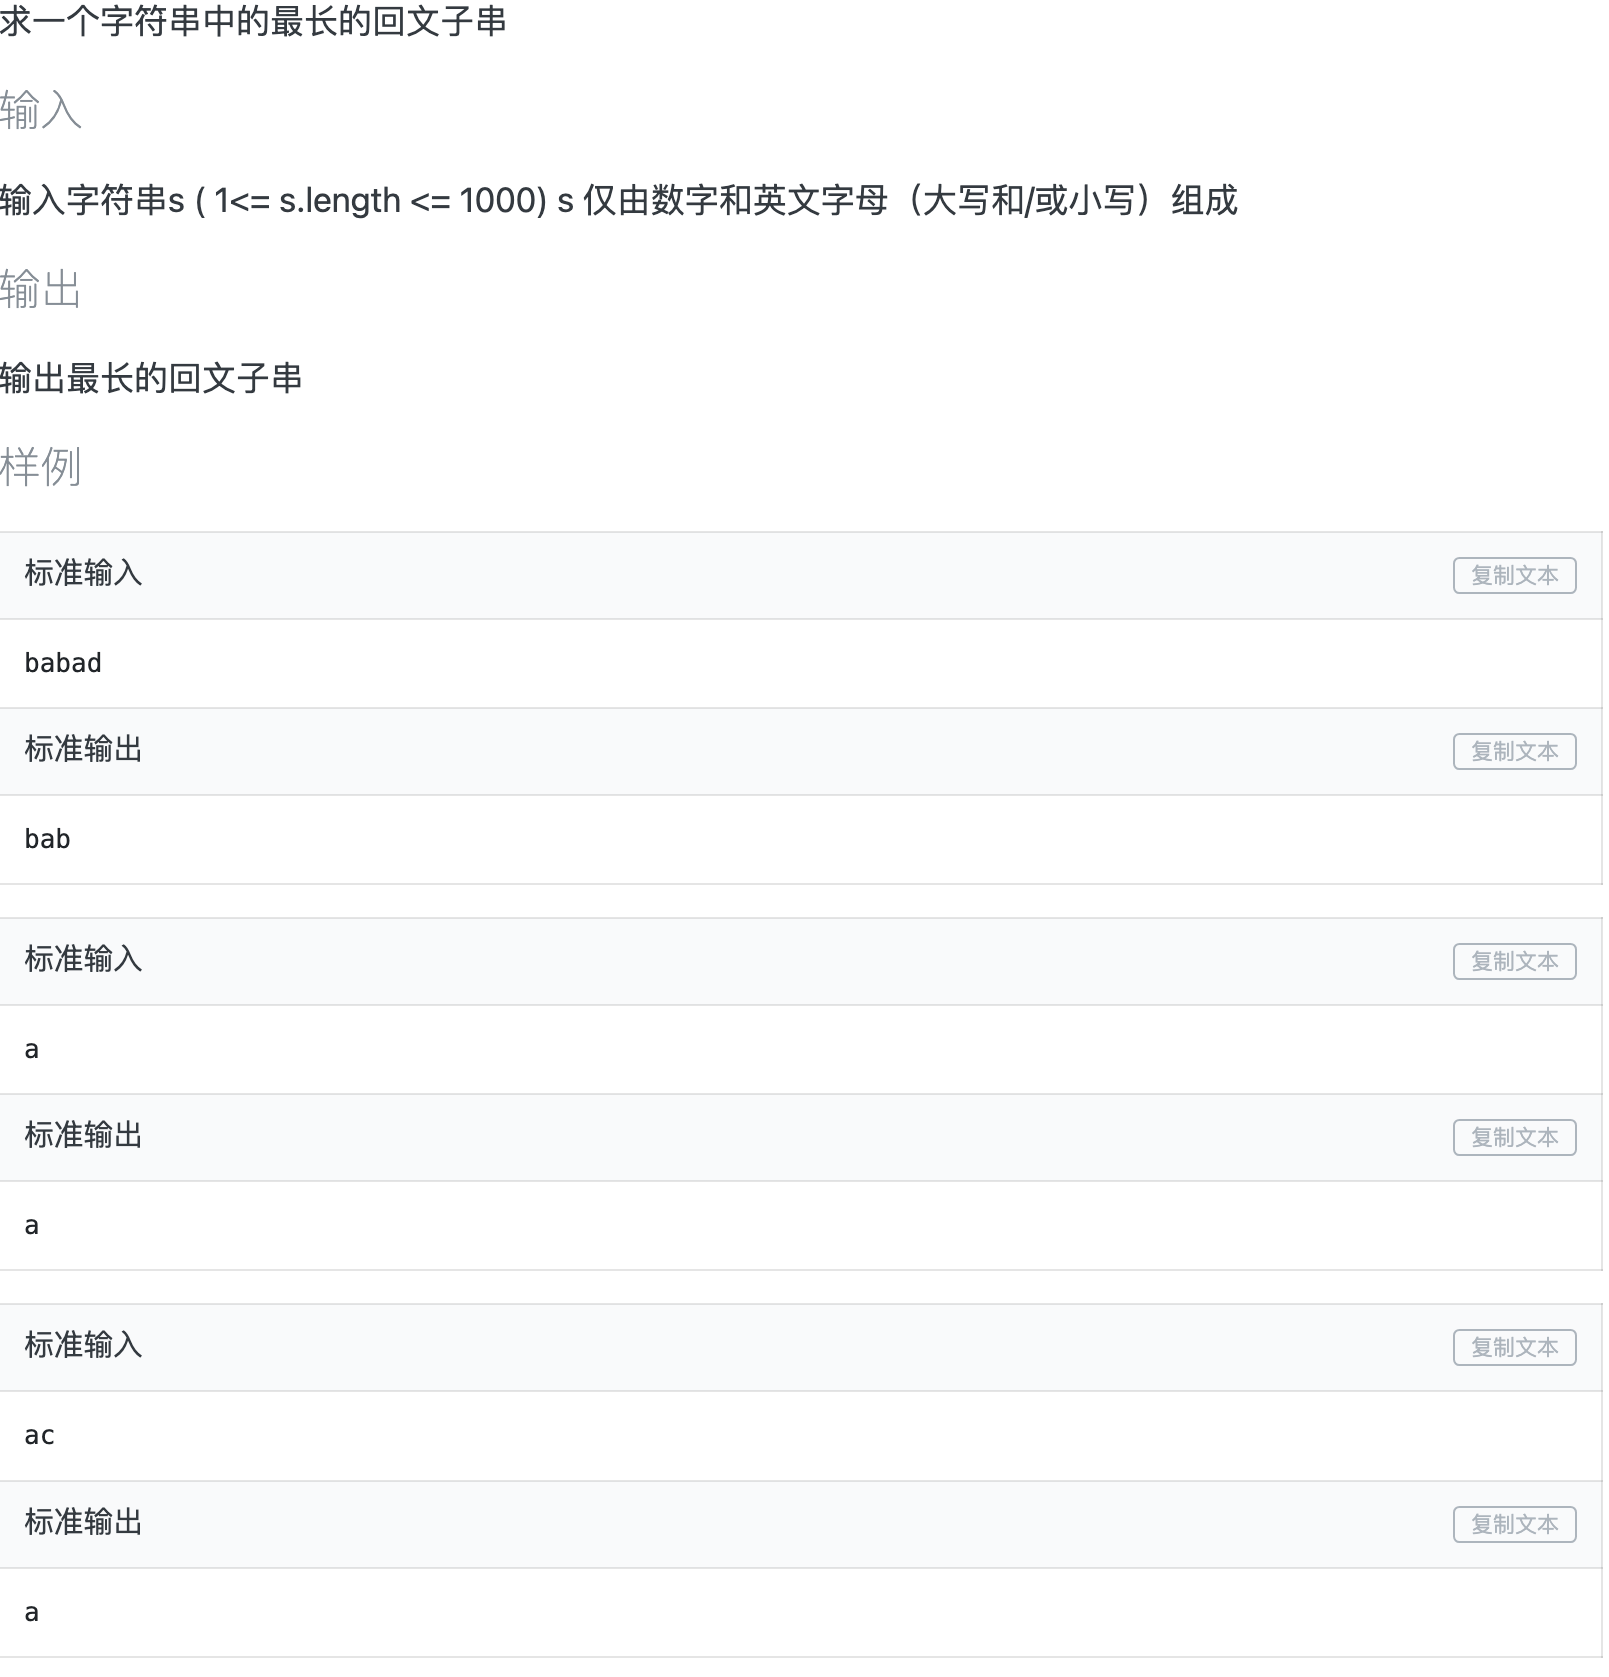 求一个字符串中的最长的回文子串
输入
输入字符串s ( 1<= s.length <= 1000) s 仅由数字和英文字母（大写和/或小写）组成
输出
输出最长的回文子串
样例
标准输入 复制文本
babad
标准输出 复制文本
bab
标准输入 复制文本
a
标准输出 复制文本
a
标准输入 复制文本
ac
标准输出 复制文本
a